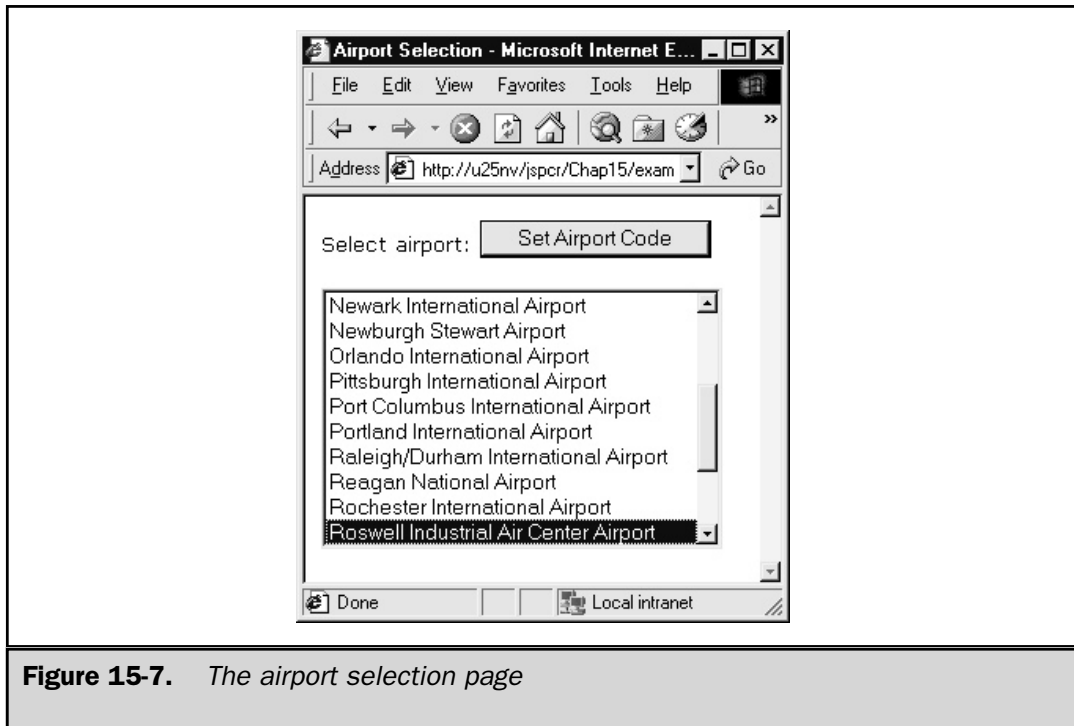 Airport Selection - Microsoft Internet E...
File Edit View Favorites Tools Help
»
Address http://u25nv/jspcr/Chap15/exam Go
Select airport: Set Airport Code
Newark International Airport
Newburgh Stewart Airport
Orlando International Airport
Pittsburgh International Airport
Port Columbus International Airport
Portland International Airport
Raleigh/Durham International Airport
Reagan National Airport
Rochester International Airport
Roswell Industrial Air Center Airport
Done Local intranet
Figure 15-7. The airport selection page